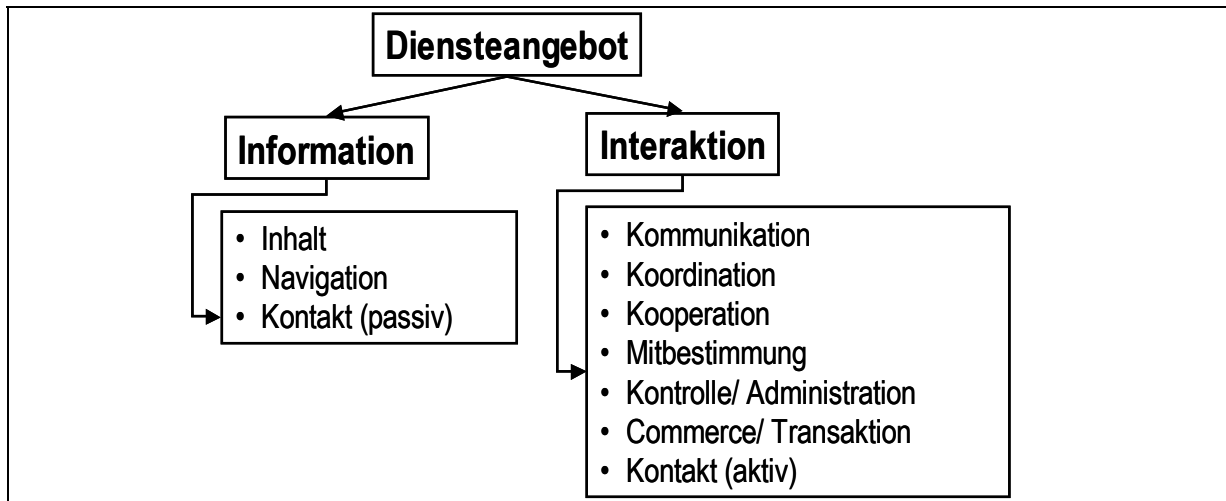 Diensteangebot
Information
Interaktion
• Inhalt
• Navigation
• Kontakt (passiv)
• Kommunikation
• Koordination
• Kooperation
• Mitbestimmung
• Kontrolle/ Administration
• Commerce/ Transaktion
• Kontakt (aktiv)